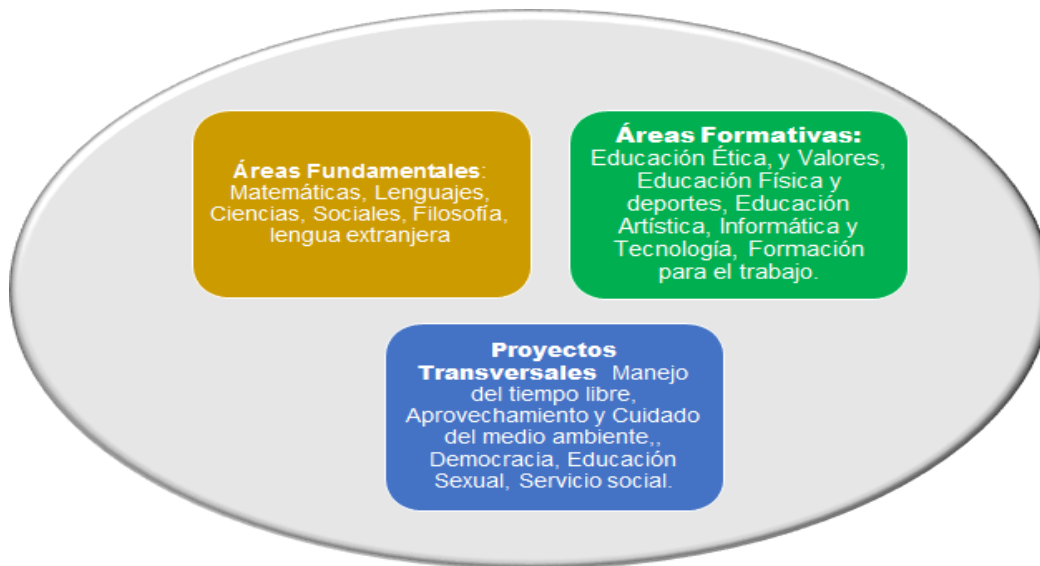 Áreas Fundamentales:
Matemáticas, Lenguajes,
Ciencias, Sociales, Filosofía,
lengua extranjera
Áreas Formativas:
Educación Ética, y Valores,
Educación Física y
deportes, Educación
Artística, Informática y
Tecnología, Formación
para el trabajo.
Proyectos
Transversales Manejo
del tiempo libre,
Aprovechamiento y Cuidado
del medio ambiente,,
Democracia, Educación
Sexual, Servicio social.